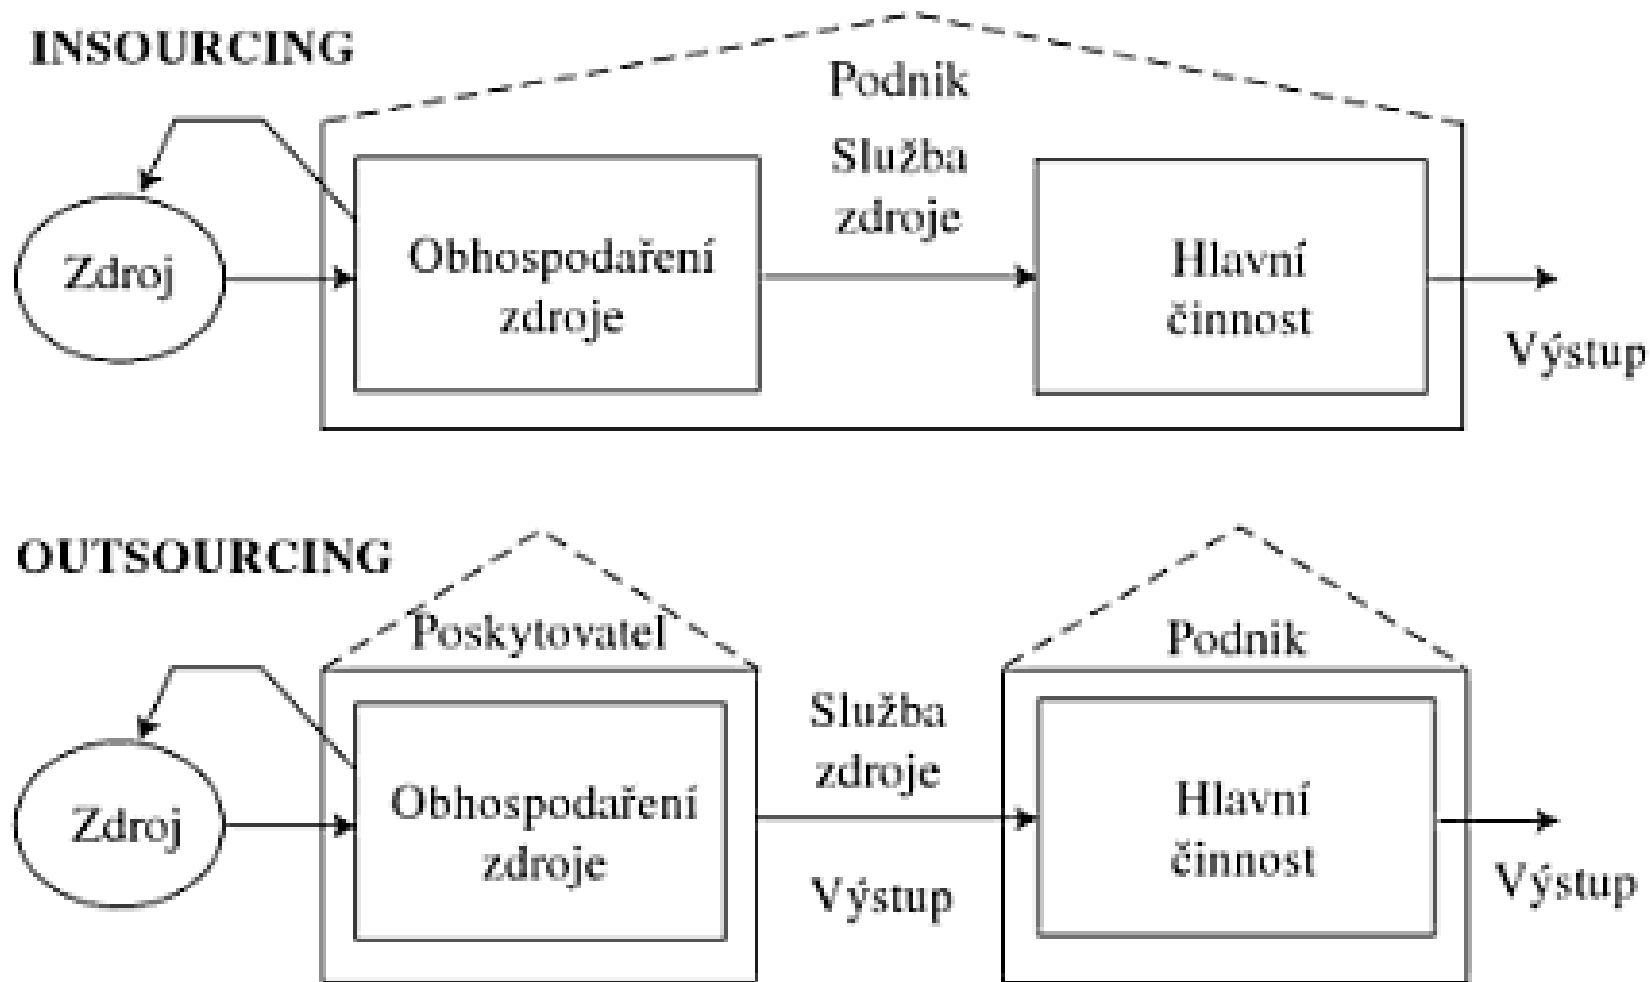 INSOURCING
Podnik
Služba
zdroje
Zdroj
Obhospodaření
zdroje
Hlavní
činnost
Výstup
OUTSOURCING
Poskytovatel
Podnik
Služba
zdroje
Zdroj
Obhospodaření
zdroje
Hlavní
činnost
Výstup
Výstup